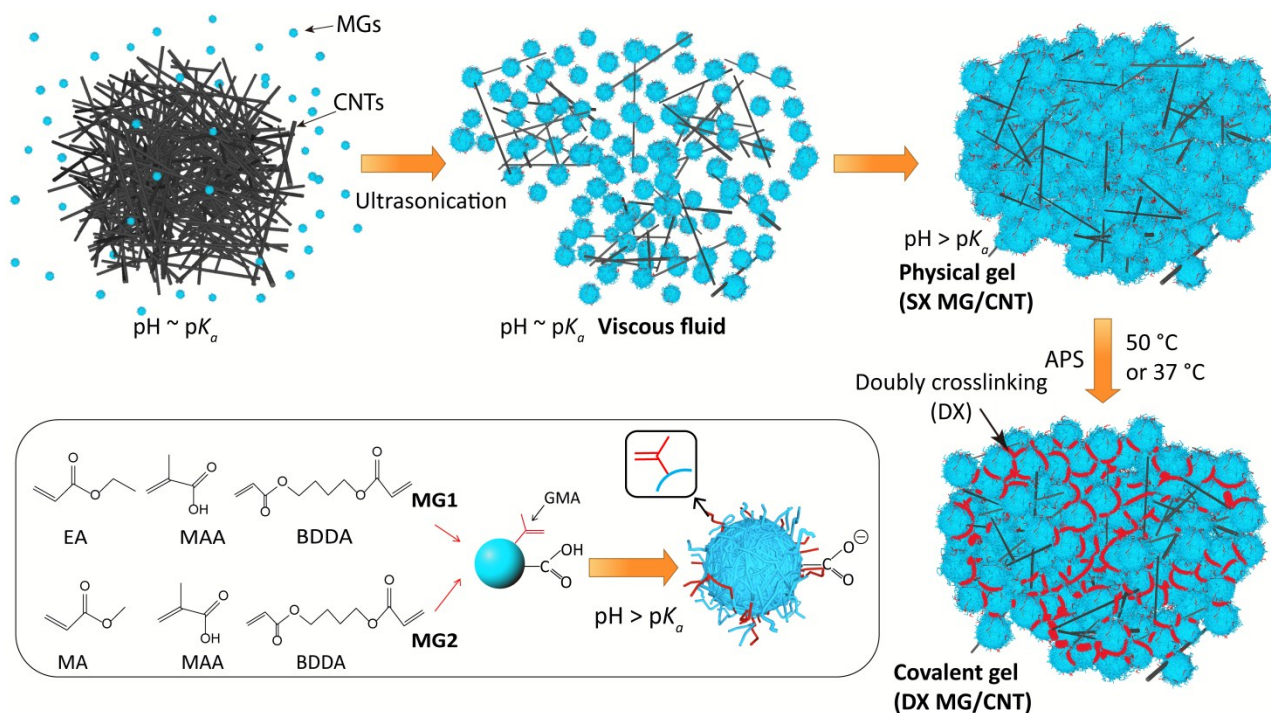 MGs
CNTs
Ultrasonication
pH ~ pKa
pH ~ pKa Viscous fluid
pH > pKa
Physical gel
(SX MG/CNT)
APS
50 °C
or 37 °C
Doubly crosslinking
(DX)
O
O
EA
O
OH
MAA
O
O
O
O
BDDA
MG1
GMA
OH
C
O
pH > pKa
O
⊖
C
O
O
O
MA
O
OH
MAA
O
O
O
O
BDDA
MG2
Covalent gel
(DX MG/CNT)